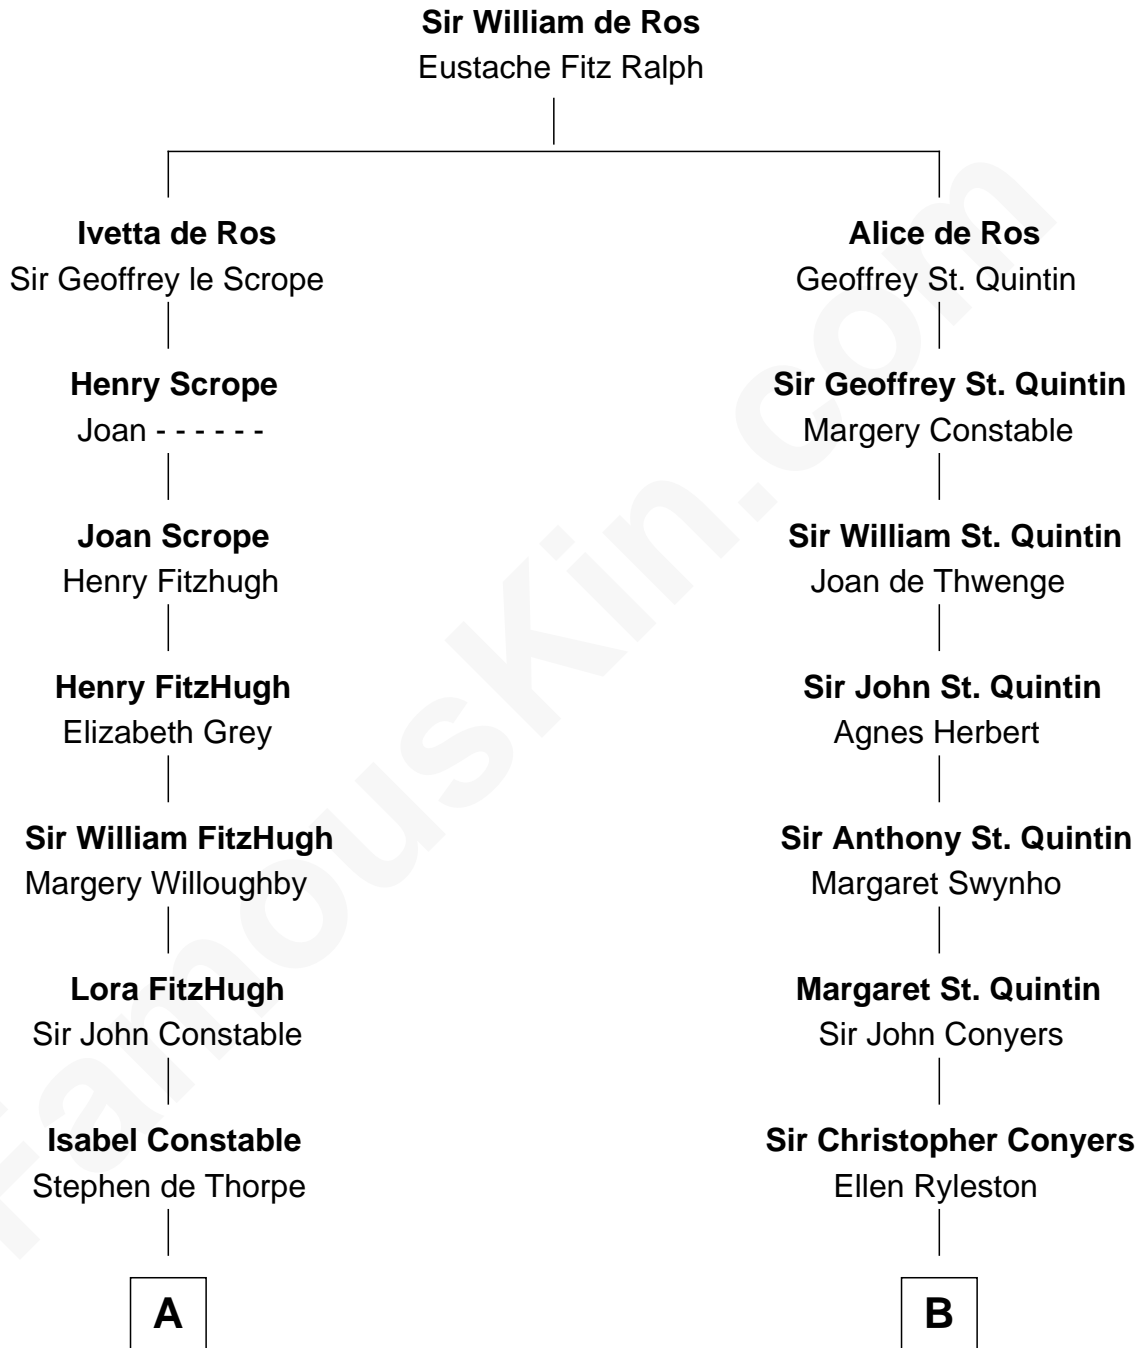 Sir William de Ros
Eustache Fitz Ralph
Ivetta de Ros
Sir Geoffrey le Scrope
Alice de Ros
Geoffrey St. Quintin
Henry Scrope
Joan - - - - - -
Sir Geoffrey St. Quintin
Margery Constable
Joan Scrope
Henry Fitzhugh
Sir William St. Quintin
Joan de Thwenge
Henry FitzHugh
Elizabeth Grey
Sir John St. Quintin
Agnes Herbert
Sir William FitzHugh
Margery Willoughby
Sir Anthony St. Quintin
Margaret Swynho
Lora FitzHugh
Sir John Constable
Margaret St. Quintin
Sir John Conyers
Isabel Constable
Stephen de Thorpe
Sir Christopher Conyers
Ellen Ryleston
A
B
FamousKin.com